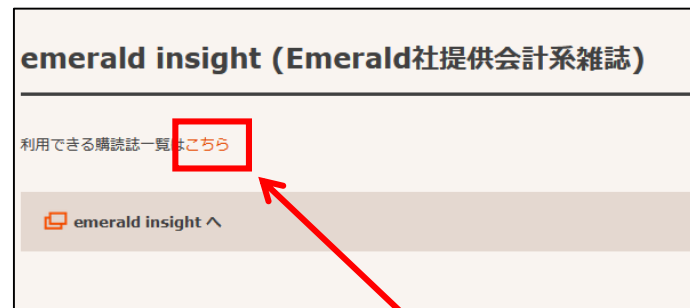 emerald insight (Emerald社提供会計系雑誌)
利用できる購読誌一覧はこちら
emerald insight へ